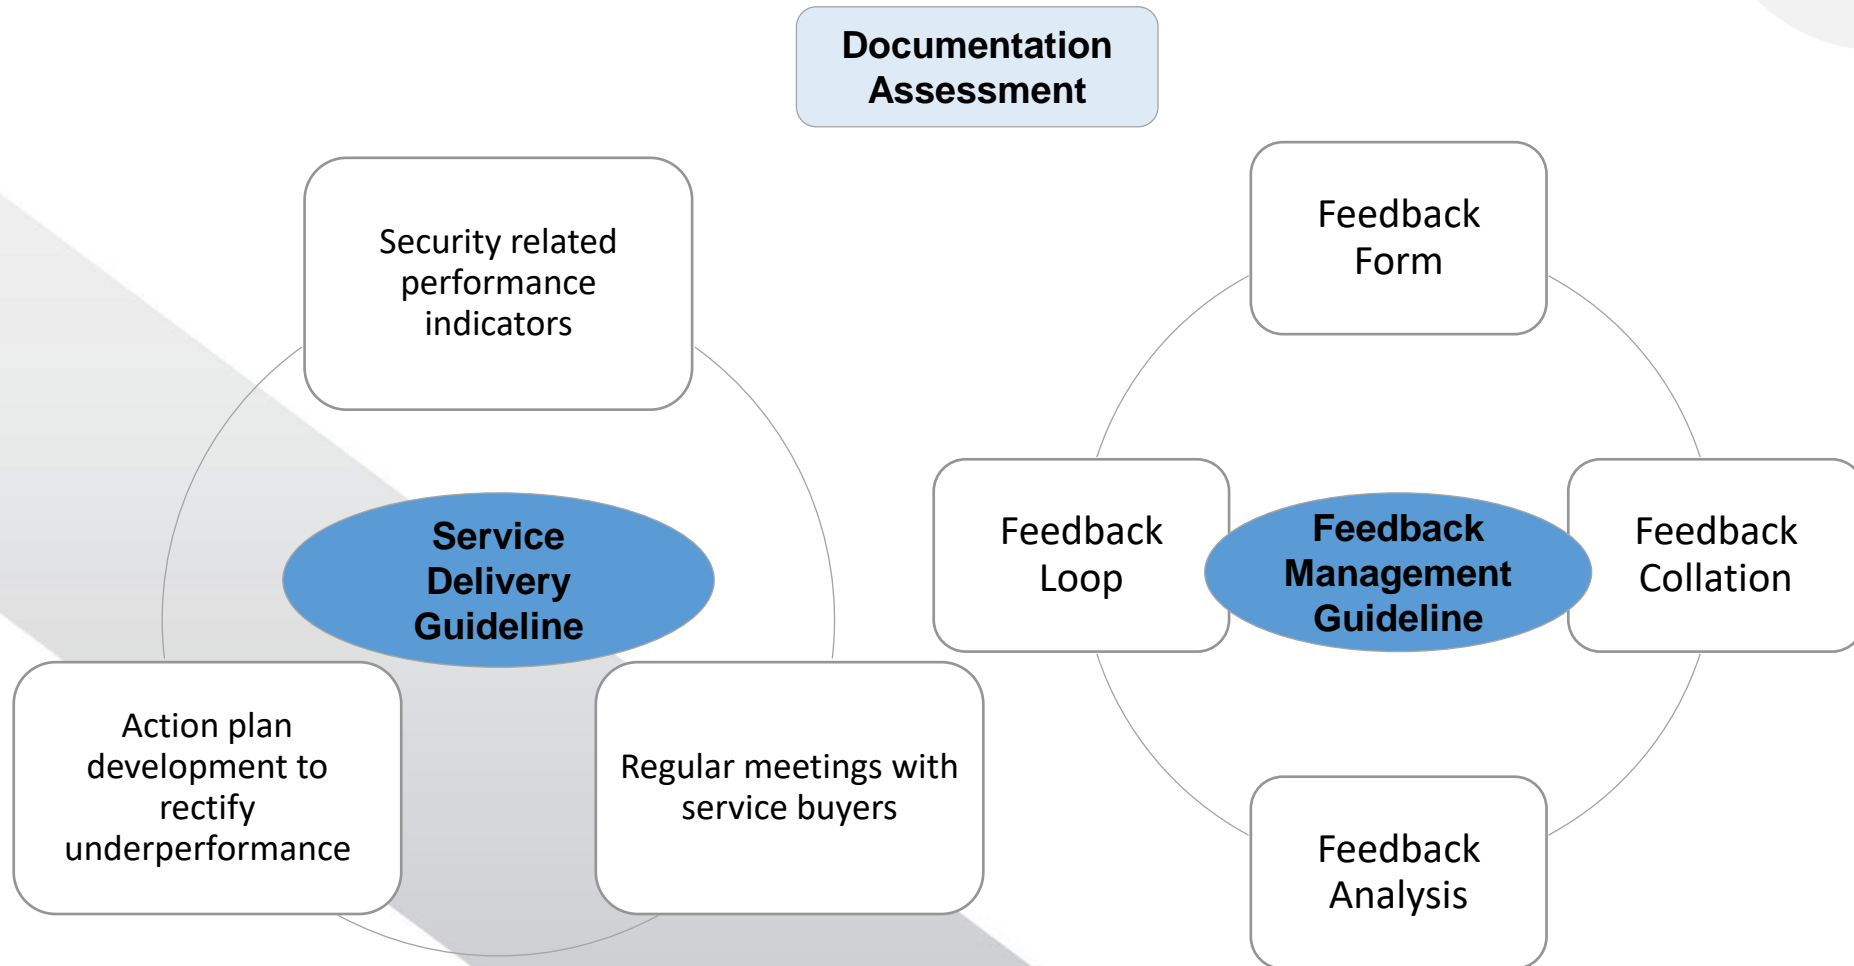 Documentation
Assessment
Security related
performance
indicators
Service
Delivery
Guideline
Action plan
development to
rectify
underperformance
Regular meetings with
service buyers
Feedback
Form
Feedback
Loop
Feedback
Management
Guideline
Feedback
Collation
Feedback
Analysis